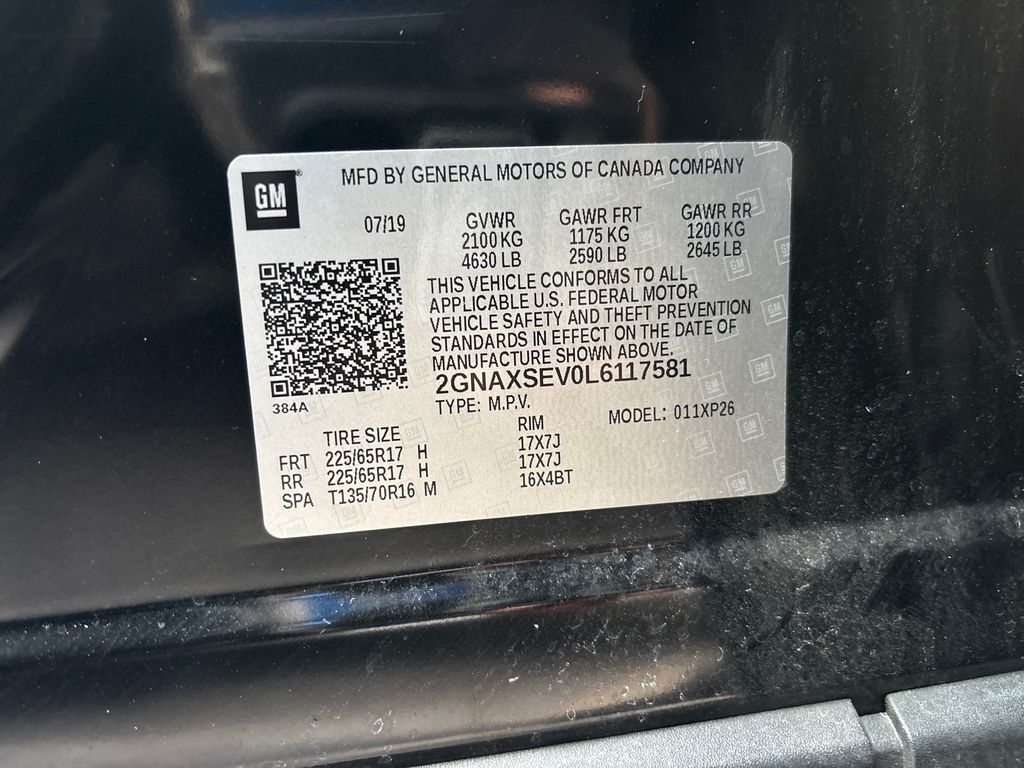 GM
MFD BY GENERAL MOTORS OF CANADA COMPANY
07/19 GVWR GAWR FRT GAWR RR
2100 KG 1175 KG 1200 KG
4630 LB 2590 LB 2645 LB
THIS VEHICLE CONFORMS TO ALL
APPLICABLE U.S. FEDERAL MOTOR
VEHICLE SAFETY AND THEFT PREVENTION
STANDARDS IN EFFECT ON THE DATE OF
MANUFACTURE SHOWN ABOVE.
2GNAXSEV0L6117581
384A
TYPE: M.P.V. MODEL: 011XP26
TIRE SIZE RIM
FRT 225/65R17 H 17X7J
RR 225/65R17 H 17X7J
SPA T135/70R16 M 16X4BT